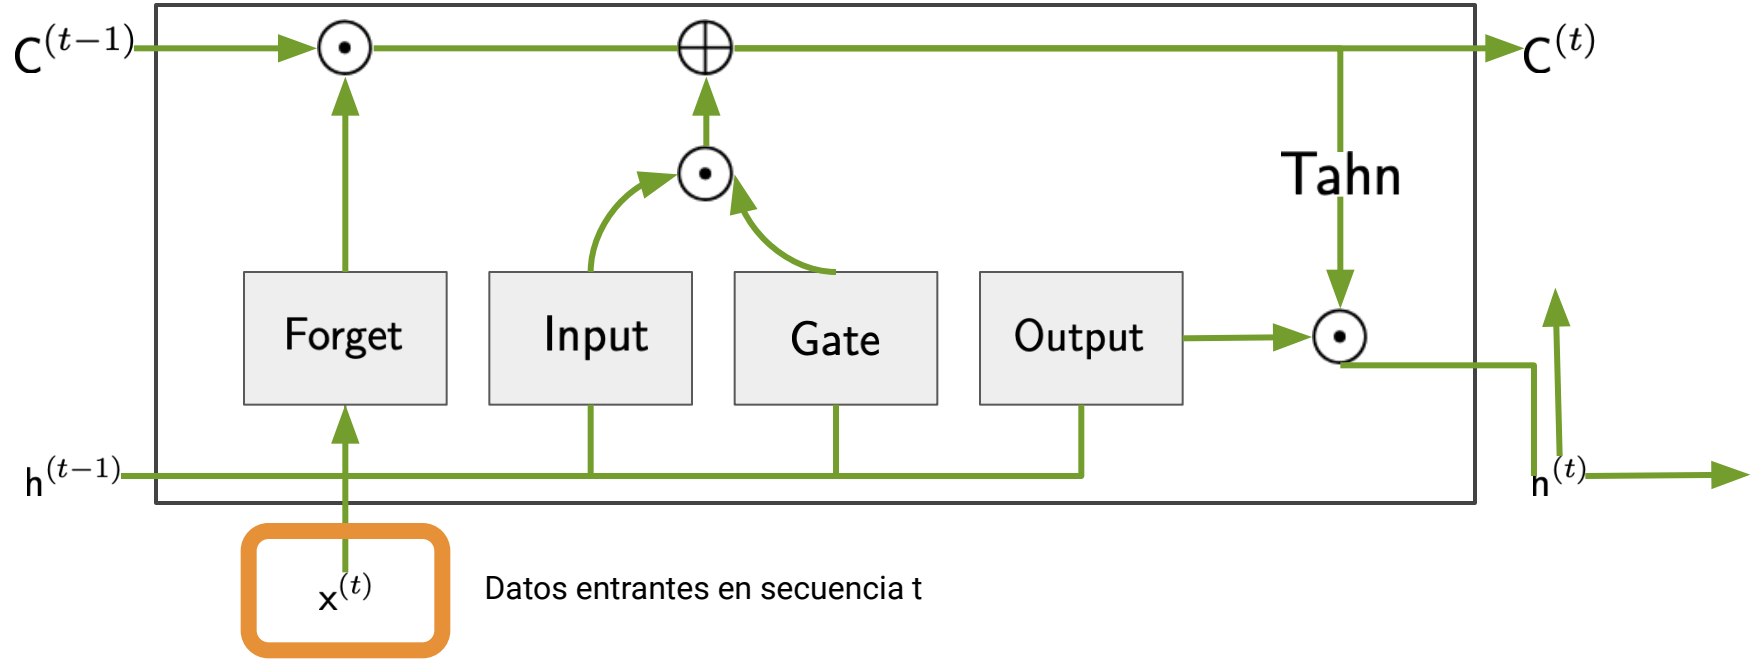 C^(t−1)
C^(t)
Tahn
Forget
Input
Gate
Output
h^(t−1)
h^(t)
x^(t)
Datos entrantes en secuencia t